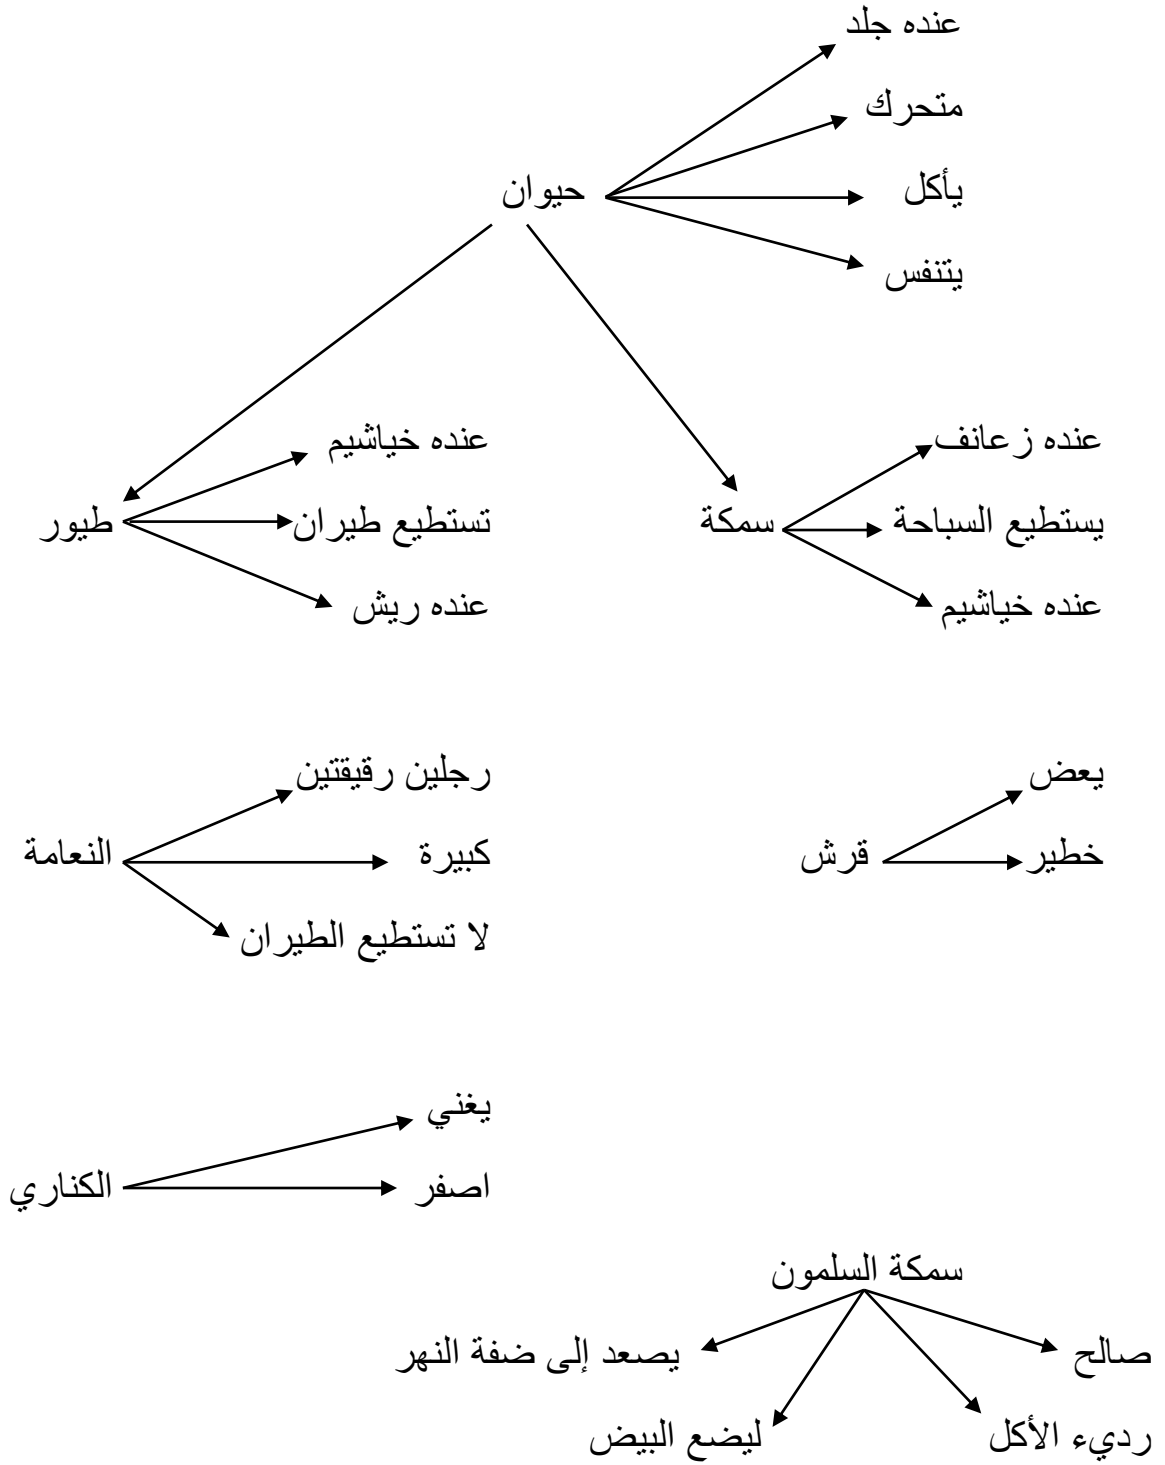 عنده جلد
متحرك
يأكل
حيوان
يتنفس
عنده زعانف
عنده خياشيم
يستطيع السباحة
سمكة
تستطيع طيران
طيور
عنده خياشيم
عنده ريش
يعض
رجلين رقيقتين
خطير
قرش
كبيرة
النعامة
لا تستطيع الطيران
يغني
اصفر
الكناري
سمكة السلمون
صالح
يصعد إلى ضفة النهر
رديء الأكل
ليضع البيض